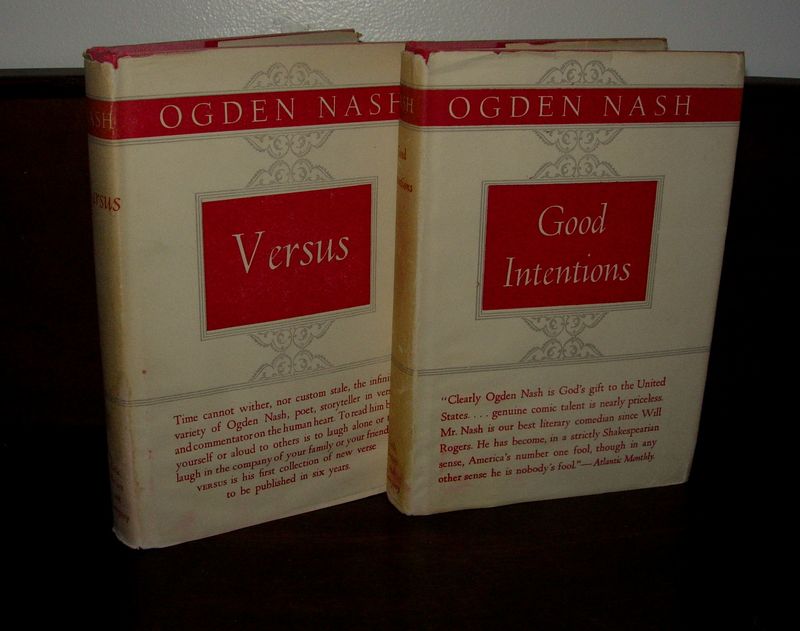 NASH
OGDEN NASH
Versus
Versus
Time cannot wither, nor custom stale, the
variety of Ogden Nash, poet, storyteller in
and commentator on the human heart. To read him
yourself or aloud to others is to laugh alone or
laugh in the company of your family or your
VERSUS is his first collection of new verse
to be published in six years.
OGDEN NASH
Good
Intentions
"Clearly Ogden Nash is God's gift to the United
States. . . . genuine comic talent is nearly priceless.
Mr. Nash is our best literary comedian since Will
Rogers. He has become, in a strictly Shakespearian
sense, America's number one fool, though in any
other sense he is nobody's fool."—Atlantic Monthly.